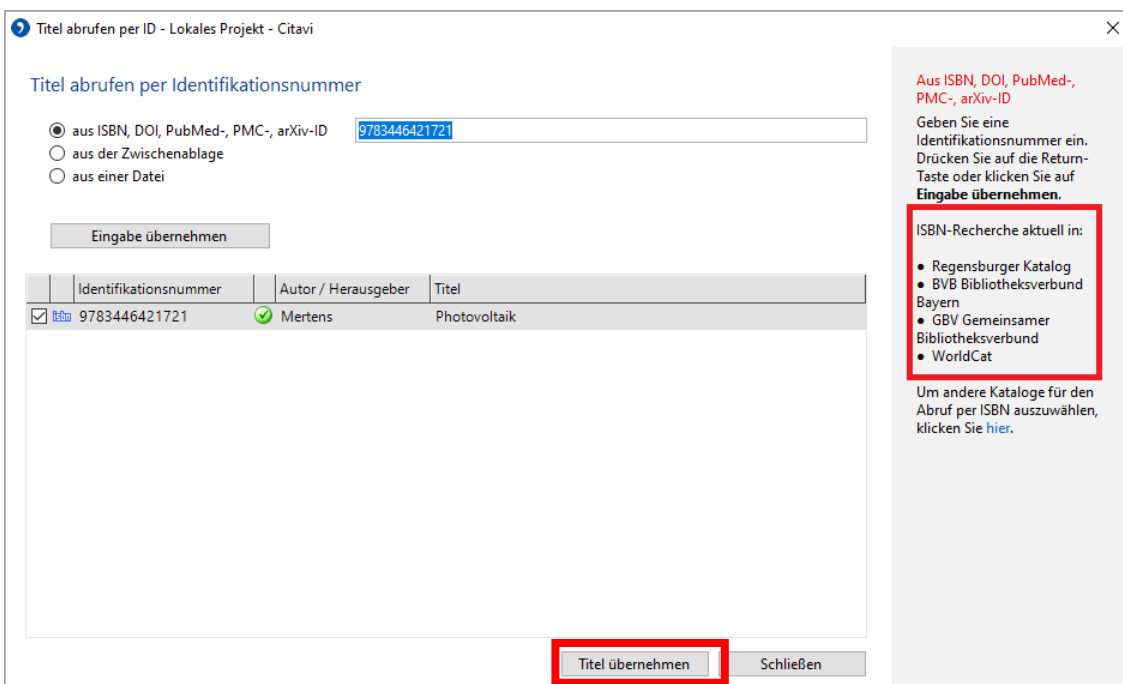 Titel abrufen per ID - Lokales Projekt - Citavi
Titel abrufen per Identifikationsnummer
aus ISBN, DOI, PubMed-, PMC-, arXiv-ID 9783446421721
aus der Zwischenablage
aus einer Datei
Eingabe übernehmen
Identifikationsnummer Autor / Herausgeber Titel
9783446421721 Mertens Photovoltaik
Titel übernehmen Schließen
Aus ISBN, DOI, PubMed-,
PMC-, arXiv-ID
Geben Sie eine
Identifikationsnummer ein.
Drücken Sie auf die Return-
Taste oder klicken Sie auf
Eingabe übernehmen.
ISBN-Recherche aktuell in:
● Regensburger Katalog
● BVB Bibliotheksverbund
Bayern
● GBV Gemeinsamer
Bibliotheksverbund
● WorldCat
Um andere Kataloge für den
Abruf per ISBN auszuwählen,
klicken Sie hier.